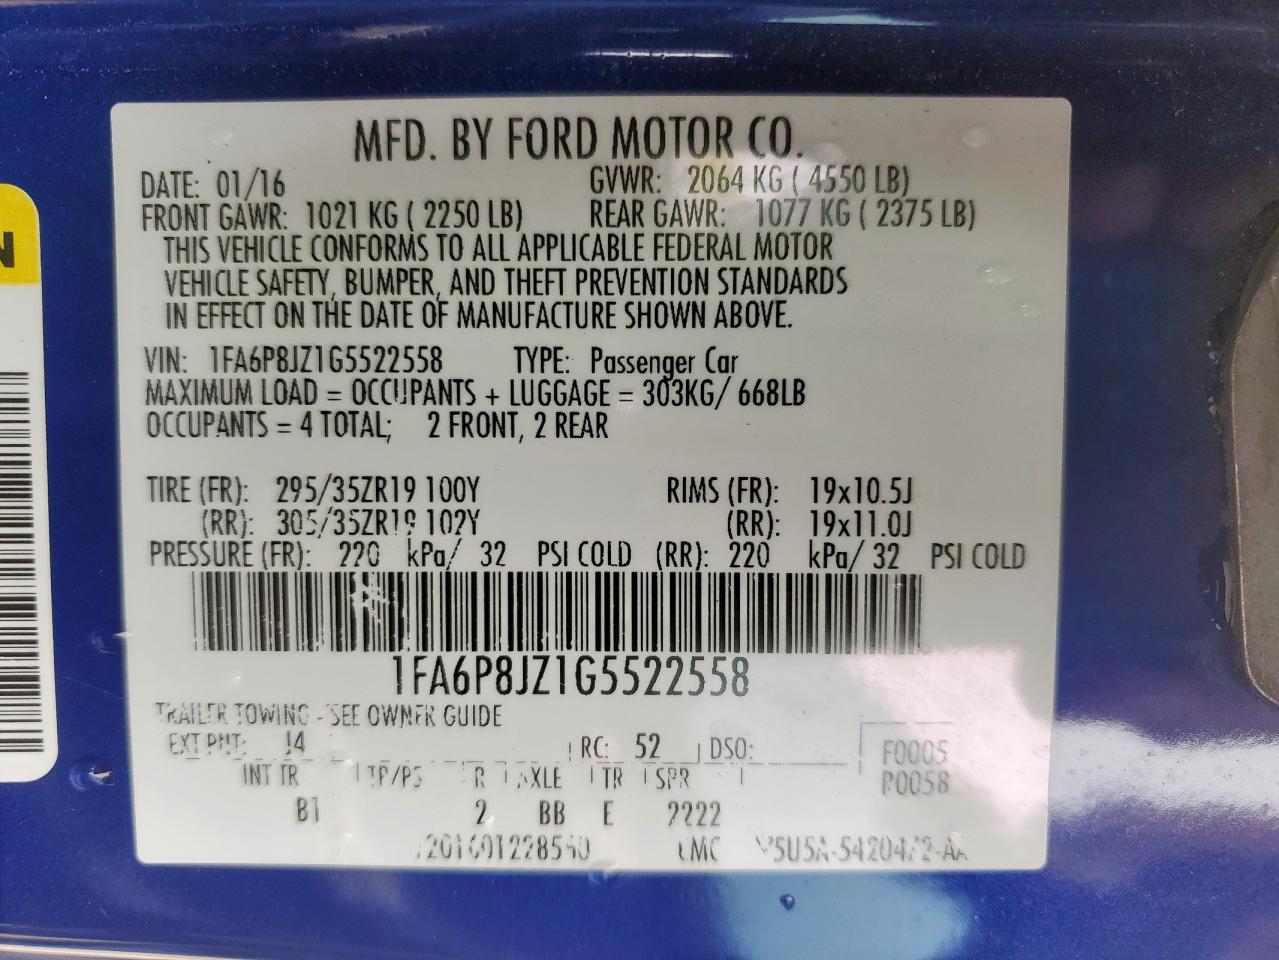 MFD. BY FORD MOTOR CO.
DATE: 01/16 GVWR: 2064 KG ( 4550 LB)
FRONT GAWR: 1021 KG ( 2250 LB) REAR GAWR: 1077 KG ( 2375 LB)
THIS VEHICLE CONFORMS TO ALL APPLICABLE FEDERAL MOTOR
VEHICLE SAFETY, BUMPER, AND THEFT PREVENTION STANDARDS
IN EFFECT ON THE DATE OF MANUFACTURE SHOWN ABOVE.
VIN: 1FA6P8JZ1G5522558 TYPE: Passenger Car
MAXIMUM LOAD = OCCUPANTS + LUGGAGE = 303KG/ 668LB
OCCUPANTS = 4 TOTAL; 2 FRONT, 2 REAR
TIRE (FR): 295/35ZR19 100Y RIMS (FR): 19x10.5J
(RR): 305/35ZR19 102Y (RR): 19x11.0J
PRESSURE (FR): 220 kPa/ 32 PSI COLD (RR): 220 kPa/ 32 PSI COLD
1FA6P8JZ1G5522558
TRAILER TOWING - SEE OWNER GUIDE
EXT PNT: J4 RC: 52 DSO: F0005
INT TR TP/PS R AXLE TR SPR R0058
BT 2 BB E 2222